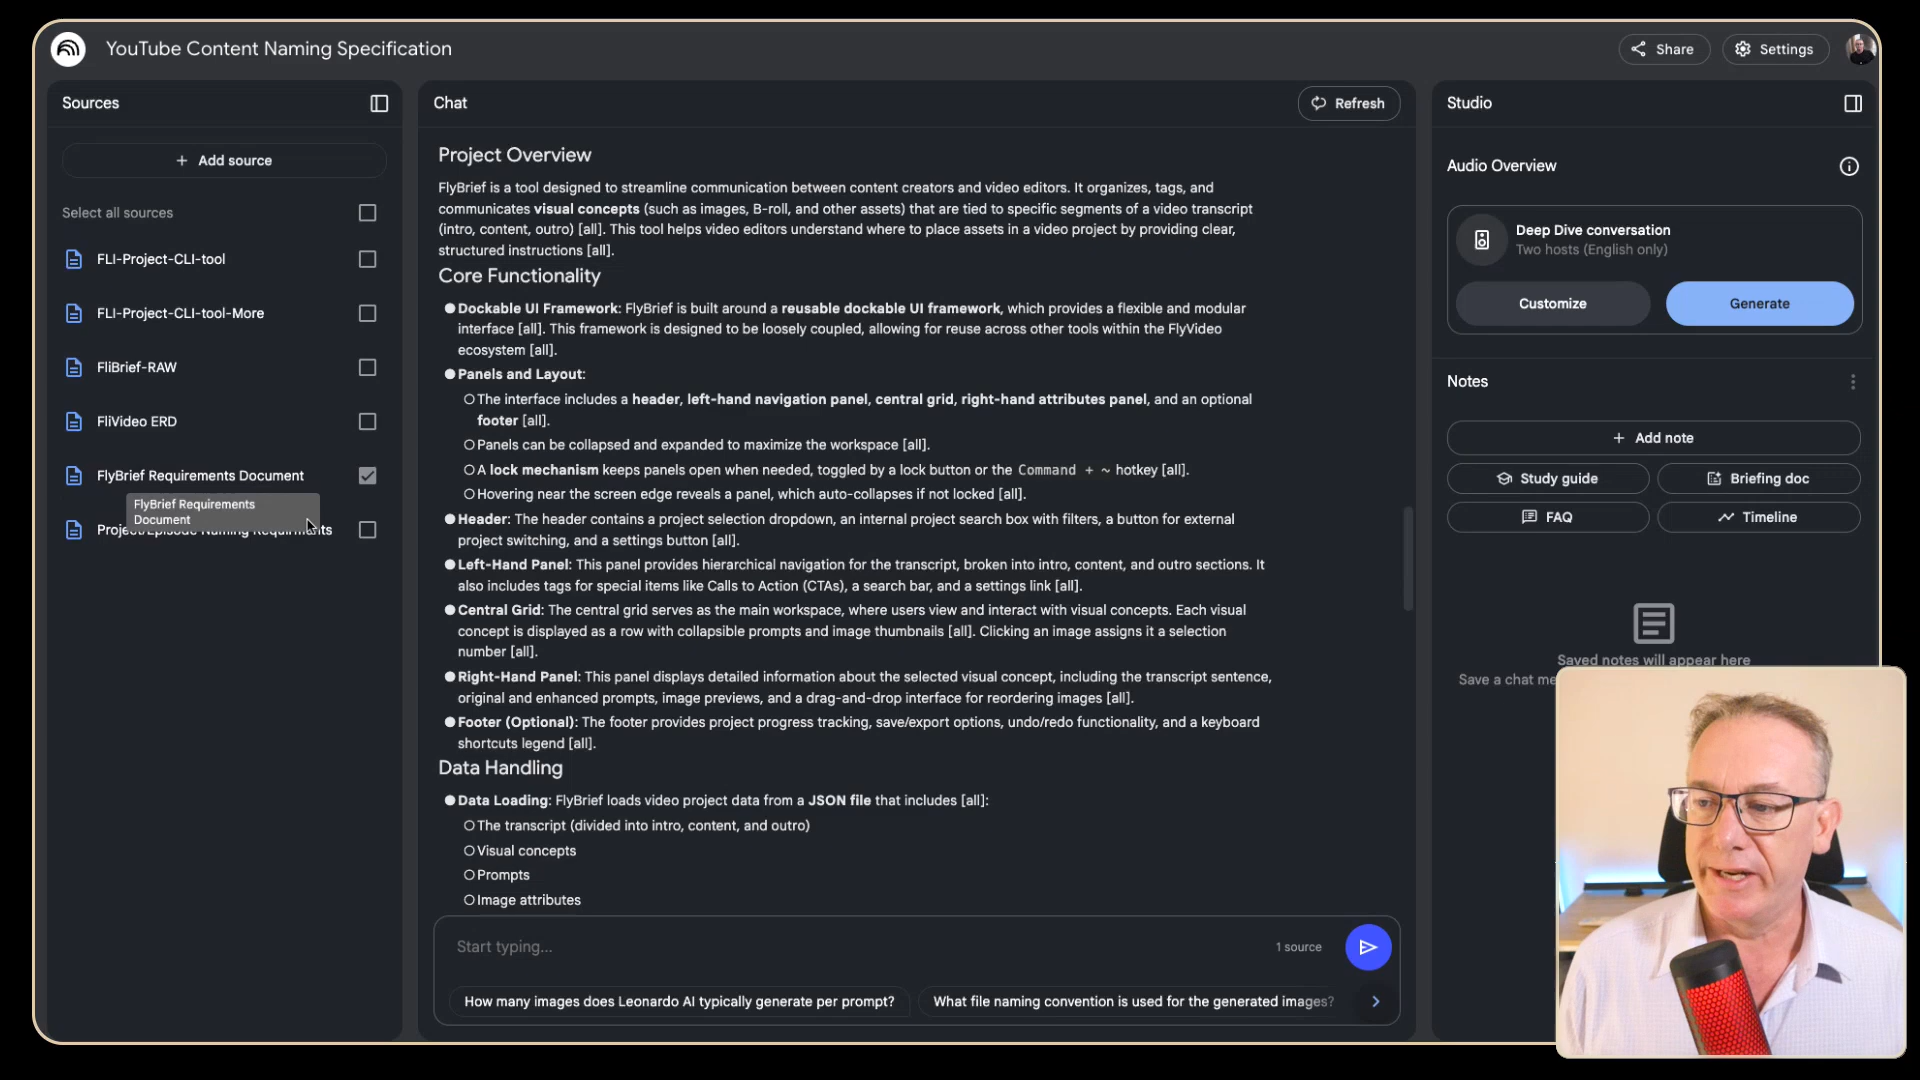 YouTube Content Naming Specification
Share
Settings
Sources
Add source
Select all sources
FLI-Project-CLI-tool
FLI-Project-CLI-tool-More
FliBrief-RAW
FliVideo ERD
FlyBrief Requirements Document
FlyBrief Requirements
Document
Project/Episode Naming Requirments
Chat
Refresh
Project Overview
FlyBrief is a tool designed to streamline communication between content creators and video editors. It organizes, tags, and
communicates visual concepts (such as images, B-roll, and other assets) that are tied to specific segments of a video transcript
(intro, content, outro) [all]. This tool helps video editors understand where to place assets in a video project by providing clear,
structured instructions [all].
Core Functionality
Dockable UI Framework: FlyBrief is built around a reusable dockable UI framework, which provides a flexible and modular
interface [all]. This framework is designed to be loosely coupled, allowing for reuse across other tools within the FlyVideo
ecosystem [all].
Panels and Layout:
The interface includes a header, left-hand navigation panel, central grid, right-hand attributes panel, and an optional
footer [all].
Panels can be collapsed and expanded to maximize the workspace [all].
A lock mechanism keeps panels open when needed, toggled by a lock button or the Command + ~ hotkey [all].
Hovering near the screen edge reveals a panel, which auto-collapses if not locked [all].
Header: The header contains a project selection dropdown, an internal project search box with filters, a button for external
project switching, and a settings button [all].
Left-Hand Panel: This panel provides hierarchical navigation for the transcript, broken into intro, content, and outro sections. It
also includes tags for special items like Calls to Action (CTAs), a search bar, and a settings link [all].
Central Grid: The central grid serves as the main workspace, where users view and interact with visual concepts. Each visual
concept is displayed as a row with collapsible prompts and image thumbnails [all]. Clicking an image assigns it a selection
number [all].
Right-Hand Panel: This panel displays detailed information about the selected visual concept, including the transcript sentence,
original and enhanced prompts, image previews, and a drag-and-drop interface for reordering images [all].
Footer (Optional): The footer provides project progress tracking, save/export options, undo/redo functionality, and a keyboard
shortcuts legend [all].
Data Handling
Data Loading: FlyBrief loads video project data from a JSON file that includes [all]:
The transcript (divided into intro, content, and outro)
Visual concepts
Prompts
Image attributes
Start typing...
1 source
How many images does Leonardo AI typically generate per prompt?
What file naming convention is used for the generated images?
Studio
Audio Overview
Deep Dive conversation
Two hosts (English only)
Customize
Generate
Notes
Add note
Study guide
Briefing doc
FAQ
Timeline
Saved notes will appear here
Save a chat me